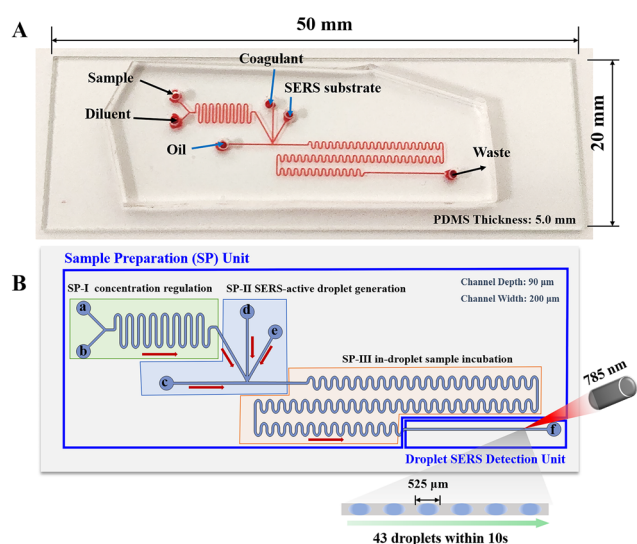 A
50 mm
Sample
Coagulant
SERS substrate
Diluent
Oil
Waste
20 mm
PDMS Thickness: 5.0 mm
B
Sample Preparation (SP) Unit
SP-I concentration regulation
SP-II SERS-active droplet generation
Channel Depth: 90 μm
Channel Width: 200 μm
a
b
c
d
e
SP-III in-droplet sample incubation
785 nm
f
Droplet SERS Detection Unit
525 μm
43 droplets within 10s